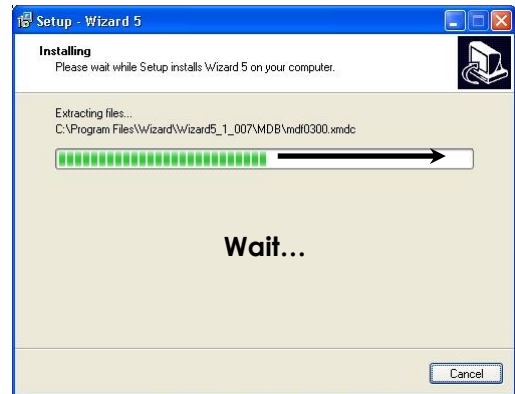 Setup - Wizard 5
Installing
Please wait while Setup installs Wizard 5 on your computer.
Extracting files...
C:\Program Files\Wizard\Wizard5_1_007\MDB\mdf0300.xmdc
Wait...
Cancel